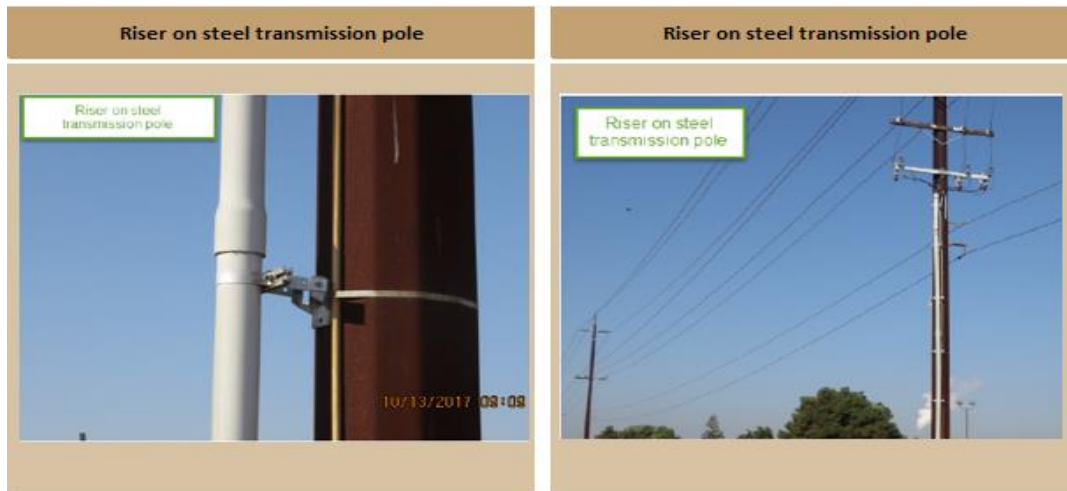 Riser on steel transmission pole
Riser on steel transmission pole
Riser on steel
transmission pole
10/13/2017 09:09
Riser on steel
transmission pole